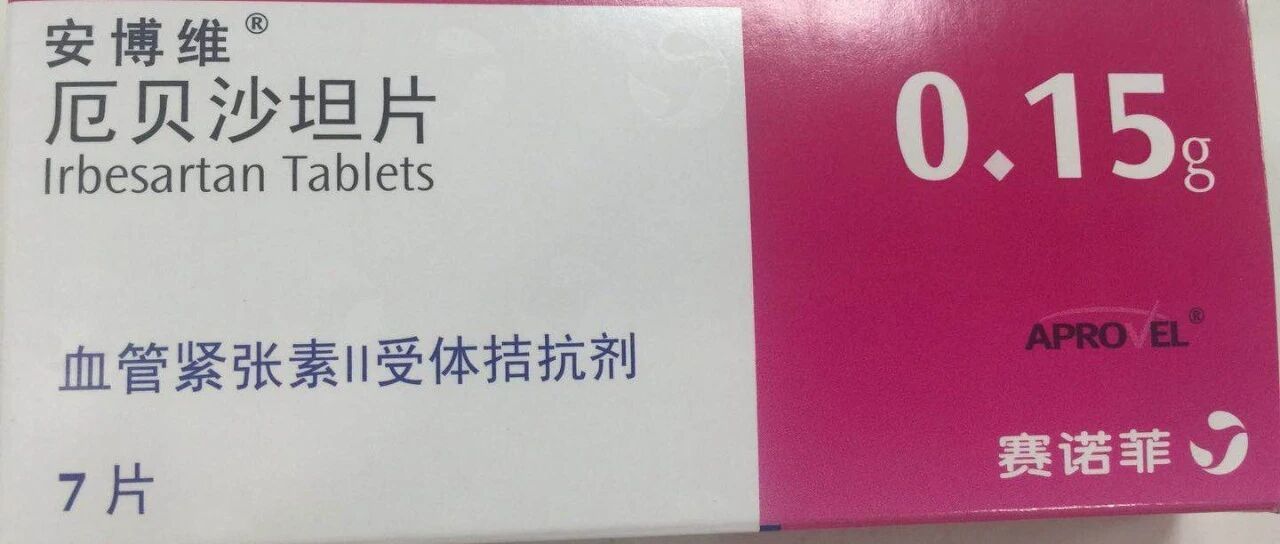 安博维®
厄贝沙坦片
Irbesartan Tablets
血管紧张素II受体拮抗剂
7片
0.15g
APROVEL®
赛诺菲